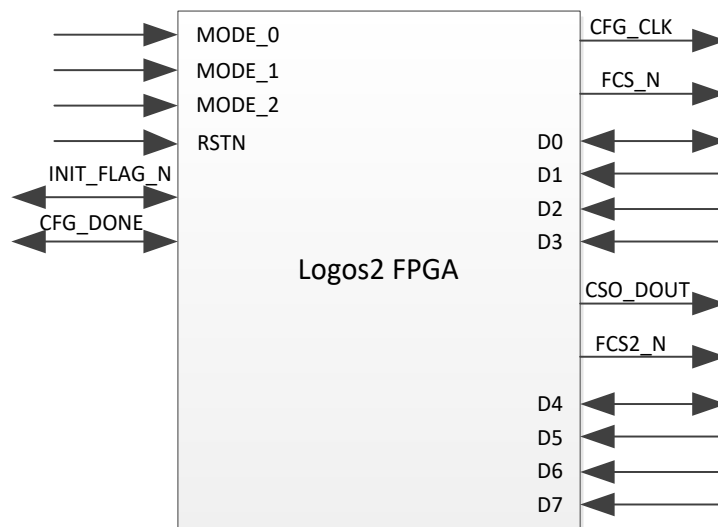 MODE_0
MODE_1
MODE_2
RSTN
INIT_FLAG_N
CFG_DONE
Logos2 FPGA
CFG_CLK
FCS_N
D0
D1
D2
D3
CSO_DOUT
FCS2_N
D4
D5
D6
D7